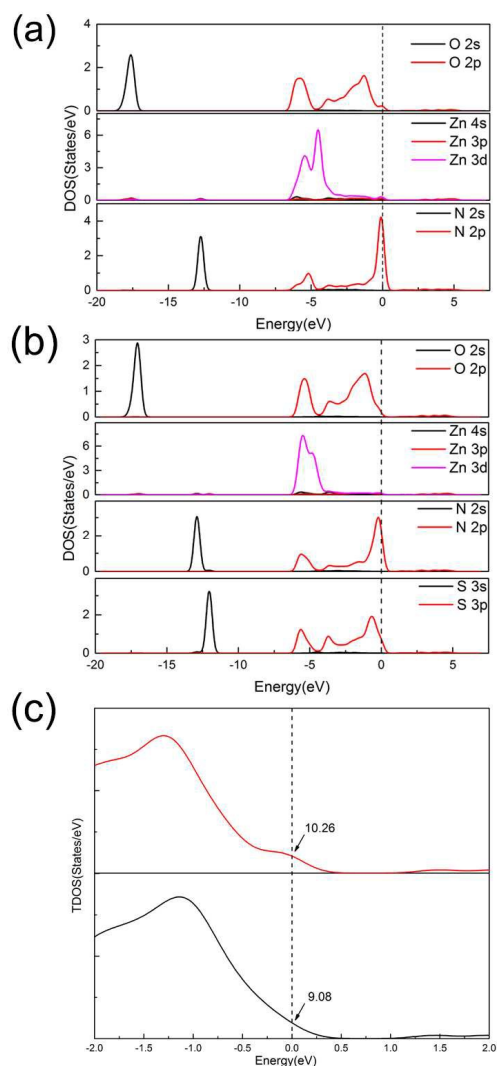 (a)
4
2
0
O 2s
O 2p
6
3
0
Zn 4s
Zn 3p
Zn 3d
4
2
0
N 2s
N 2p
DOS(States/eV)
-20 -15 -10 -5 0 5
Energy(eV)
(b)
3
2
1
0
O 2s
O 2p
6
3
0
Zn 4s
Zn 3p
Zn 3d
2
0
N 2s
N 2p
2
0
S 3s
S 3p
DOS(States/eV)
-20 -15 -10 -5 0 5
Energy(eV)
(c)
TDOS(States/eV)
10.26
9.08
-2.0 -1.5 -1.0 -0.5 0.0 0.5 1.0 1.5 2.0
Energy(eV)